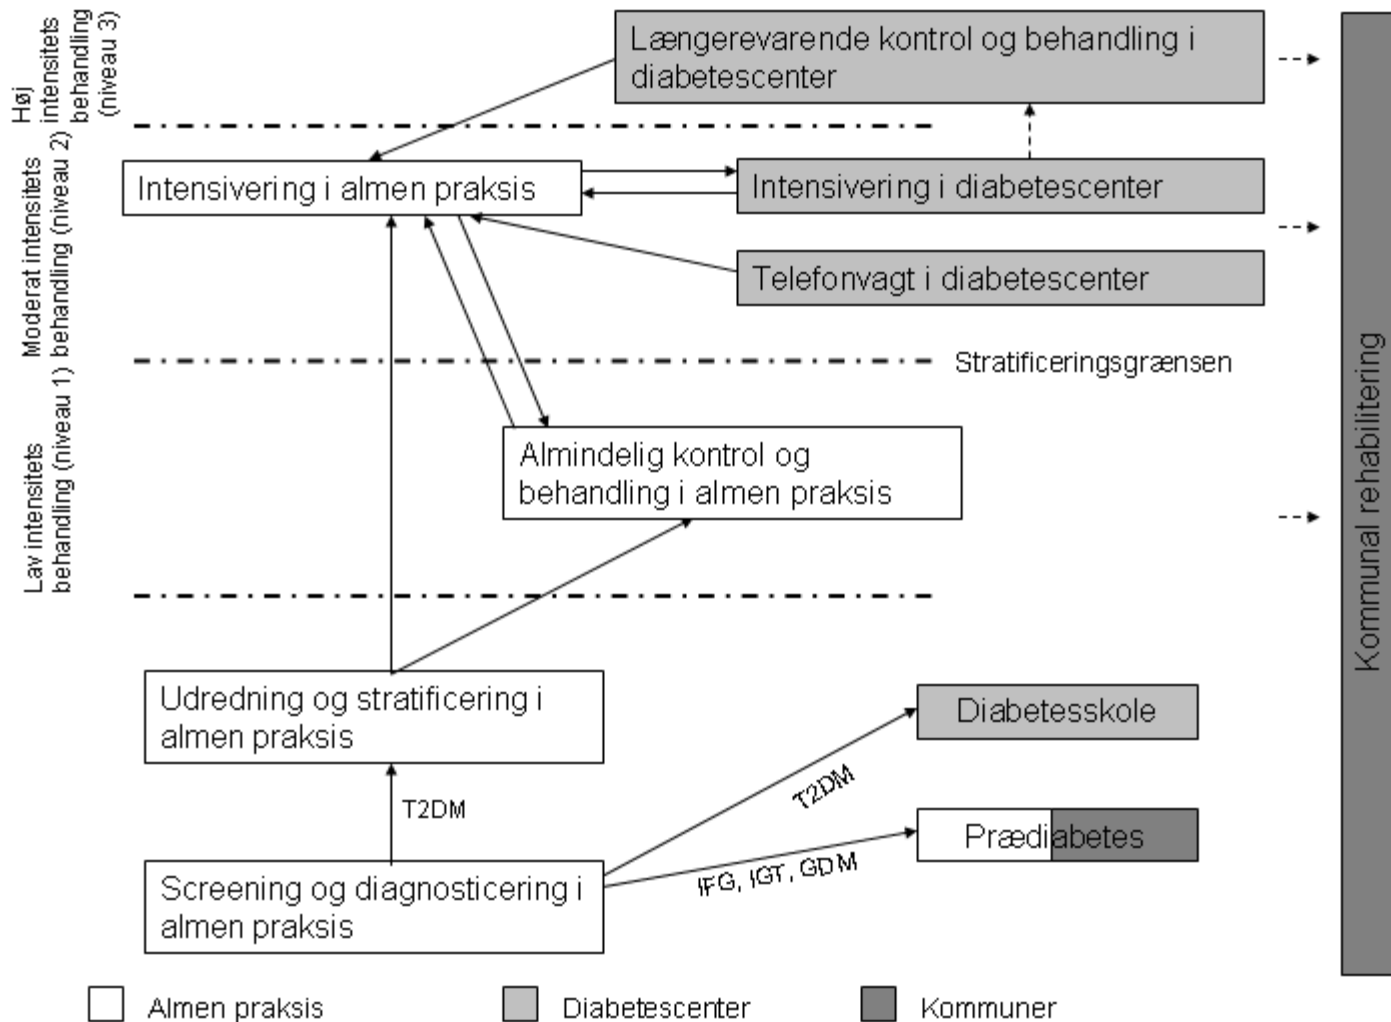 Høj
intensitets
behandling
(niveau 3)
Længerevarende kontrol og behandling i
diabetescenter
Moderat intensitets
behandling (niveau 2)
Intensivering i almen praksis
Intensivering i diabetescenter
Telefonvagt i diabetescenter
Stratificeringsgrænsen
Lav intensitets
behandling (niveau 1)
Almindelig kontrol og
behandling i almen praksis
Kommunal rehabilitering
Udredning og stratificering i
almen praksis
Diabetesskole
T2DM
T2DM
Prædiabetes
IFG, IGT, GDM
Screening og diagnosticering i
almen praksis
Almen praksis
Diabetescenter
Kommuner